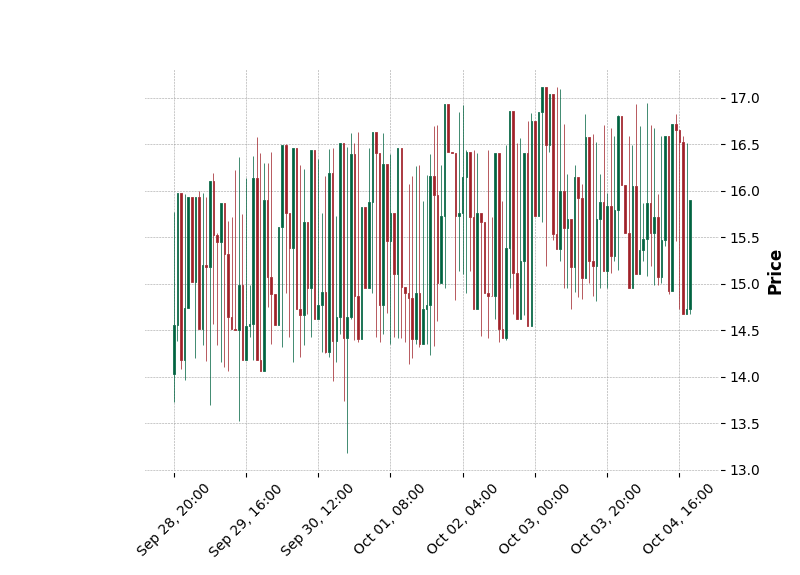 17.0
16.5
16.0
15.5
15.0
14.5
14.0
13.5
13.0
Price
Sep 28, 20:00
Sep 29, 16:00
Sep 30, 12:00
Oct 01, 08:00
Oct 02, 04:00
Oct 03, 00:00
Oct 03, 20:00
Oct 04, 16:00